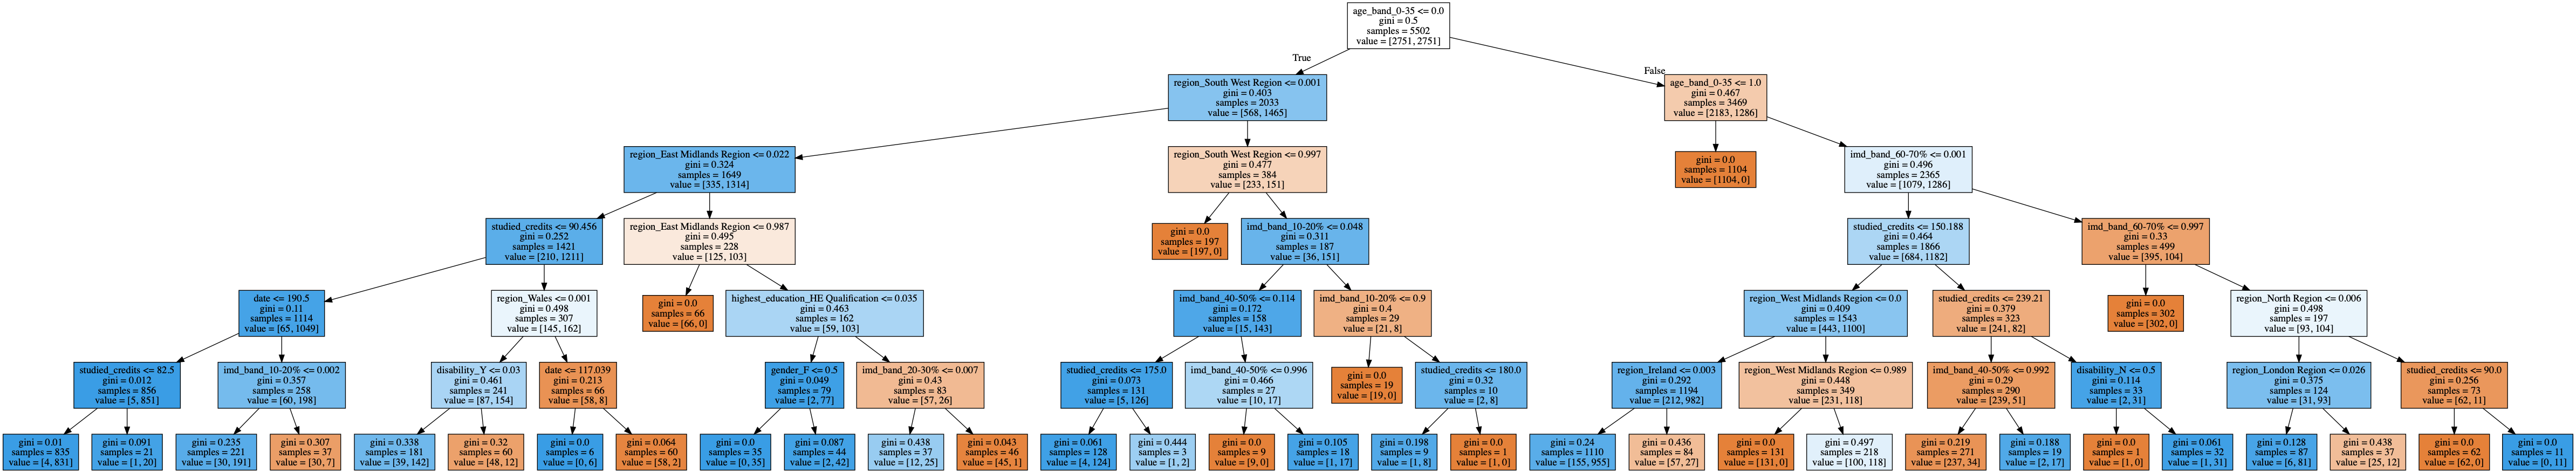 age_band_0-35 <= 0.0
gini = 0.5
samples = 5502
value = [2751, 2751]
True
False
region_South West Region <= 0.001
gini = 0.403
samples = 2033
value = [568, 1465]
age_band_0-35 <= 1.0
gini = 0.467
samples = 3469
value = [2183, 1286]
region_East Midlands Region <= 0.022
gini = 0.324
samples = 1649
value = [335, 1314]
region_South West Region <= 0.997
gini = 0.477
samples = 384
value = [233, 151]
gini = 0.0
samples = 1104
value = [1104, 0]
imd_band_60-70% <= 0.001
gini = 0.496
samples = 2365
value = [1079, 1286]
studied_credits <= 90.456
gini = 0.252
samples = 1421
value = [210, 1211]
region_East Midlands Region <= 0.987
gini = 0.495
samples = 228
value = [125, 103]
gini = 0.0
samples = 197
value = [197, 0]
imd_band_10-20% <= 0.048
gini = 0.311
samples = 187
value = [36, 151]
studied_credits <= 150.188
gini = 0.464
samples = 1866
value = [684, 1182]
imd_band_60-70% <= 0.997
gini = 0.33
samples = 499
value = [395, 104]
date <= 190.5
gini = 0.11
samples = 1114
value = [65, 1049]
region_Wales <= 0.001
gini = 0.498
samples = 307
value = [145, 162]
gini = 0.0
samples = 66
value = [66, 0]
highest_education_HE Qualification <= 0.035
gini = 0.463
samples = 162
value = [59, 103]
imd_band_40-50% <= 0.114
gini = 0.172
samples = 158
value = [15, 143]
imd_band_10-20% <= 0.9
gini = 0.4
samples = 29
value = [21, 8]
region_West Midlands Region <= 0.0
gini = 0.409
samples = 1543
value = [443, 1100]
studied_credits <= 239.21
gini = 0.379
samples = 323
value = [241, 82]
gini = 0.0
samples = 302
value = [302, 0]
region_North Region <= 0.006
gini = 0.498
samples = 197
value = [93, 104]
studied_credits <= 82.5
gini = 0.012
samples = 856
value = [5, 851]
imd_band_10-20% <= 0.002
gini = 0.357
samples = 258
value = [60, 198]
disability_Y <= 0.03
gini = 0.461
samples = 241
value = [87, 154]
date <= 117.039
gini = 0.213
samples = 66
value = [58, 8]
gender_F <= 0.5
gini = 0.049
samples = 79
value = [2, 77]
imd_band_20-30% <= 0.007
gini = 0.43
samples = 83
value = [57, 26]
studied_credits <= 175.0
gini = 0.073
samples = 131
value = [5, 126]
imd_band_40-50% <= 0.996
gini = 0.466
samples = 27
value = [10, 17]
gini = 0.0
samples = 19
value = [19, 0]
studied_credits <= 180.0
gini = 0.32
samples = 10
value = [2, 8]
region_Ireland <= 0.003
gini = 0.292
samples = 1194
value = [212, 982]
region_West Midlands Region <= 0.989
gini = 0.448
samples = 349
value = [231, 118]
imd_band_40-50% <= 0.992
gini = 0.29
samples = 290
value = [239, 51]
disability_N <= 0.5
gini = 0.114
samples = 33
value = [2, 31]
region_London Region <= 0.026
gini = 0.375
samples = 124
value = [31, 93]
studied_credits <= 90.0
gini = 0.256
samples = 73
value = [62, 11]
gini = 0.01
samples = 835
value = [4, 831]
gini = 0.091
samples = 21
value = [1, 20]
gini = 0.235
samples = 221
value = [30, 191]
gini = 0.307
samples = 37
value = [30, 7]
gini = 0.338
samples = 181
value = [39, 142]
gini = 0.32
samples = 60
value = [48, 12]
gini = 0.0
samples = 6
value = [0, 6]
gini = 0.064
samples = 60
value = [58, 2]
gini = 0.0
samples = 35
value = [0, 35]
gini = 0.087
samples = 44
value = [2, 42]
gini = 0.438
samples = 37
value = [12, 25]
gini = 0.043
samples = 46
value = [45, 1]
gini = 0.061
samples = 128
value = [4, 124]
gini = 0.444
samples = 3
value = [1, 2]
gini = 0.0
samples = 9
value = [9, 0]
gini = 0.105
samples = 18
value = [1, 17]
gini = 0.198
samples = 9
value = [1, 8]
gini = 0.0
samples = 1
value = [1, 0]
gini = 0.24
samples = 1110
value = [155, 955]
gini = 0.436
samples = 84
value = [57, 27]
gini = 0.0
samples = 131
value = [131, 0]
gini = 0.497
samples = 218
value = [100, 118]
gini = 0.219
samples = 271
value = [237, 34]
gini = 0.188
samples = 19
value = [2, 17]
gini = 0.0
samples = 1
value = [1, 0]
gini = 0.061
samples = 32
value = [1, 31]
gini = 0.128
samples = 87
value = [6, 81]
gini = 0.438
samples = 37
value = [25, 12]
gini = 0.0
samples = 62
value = [62, 0]
gini = 0.0
samples = 11
value = [0, 11]